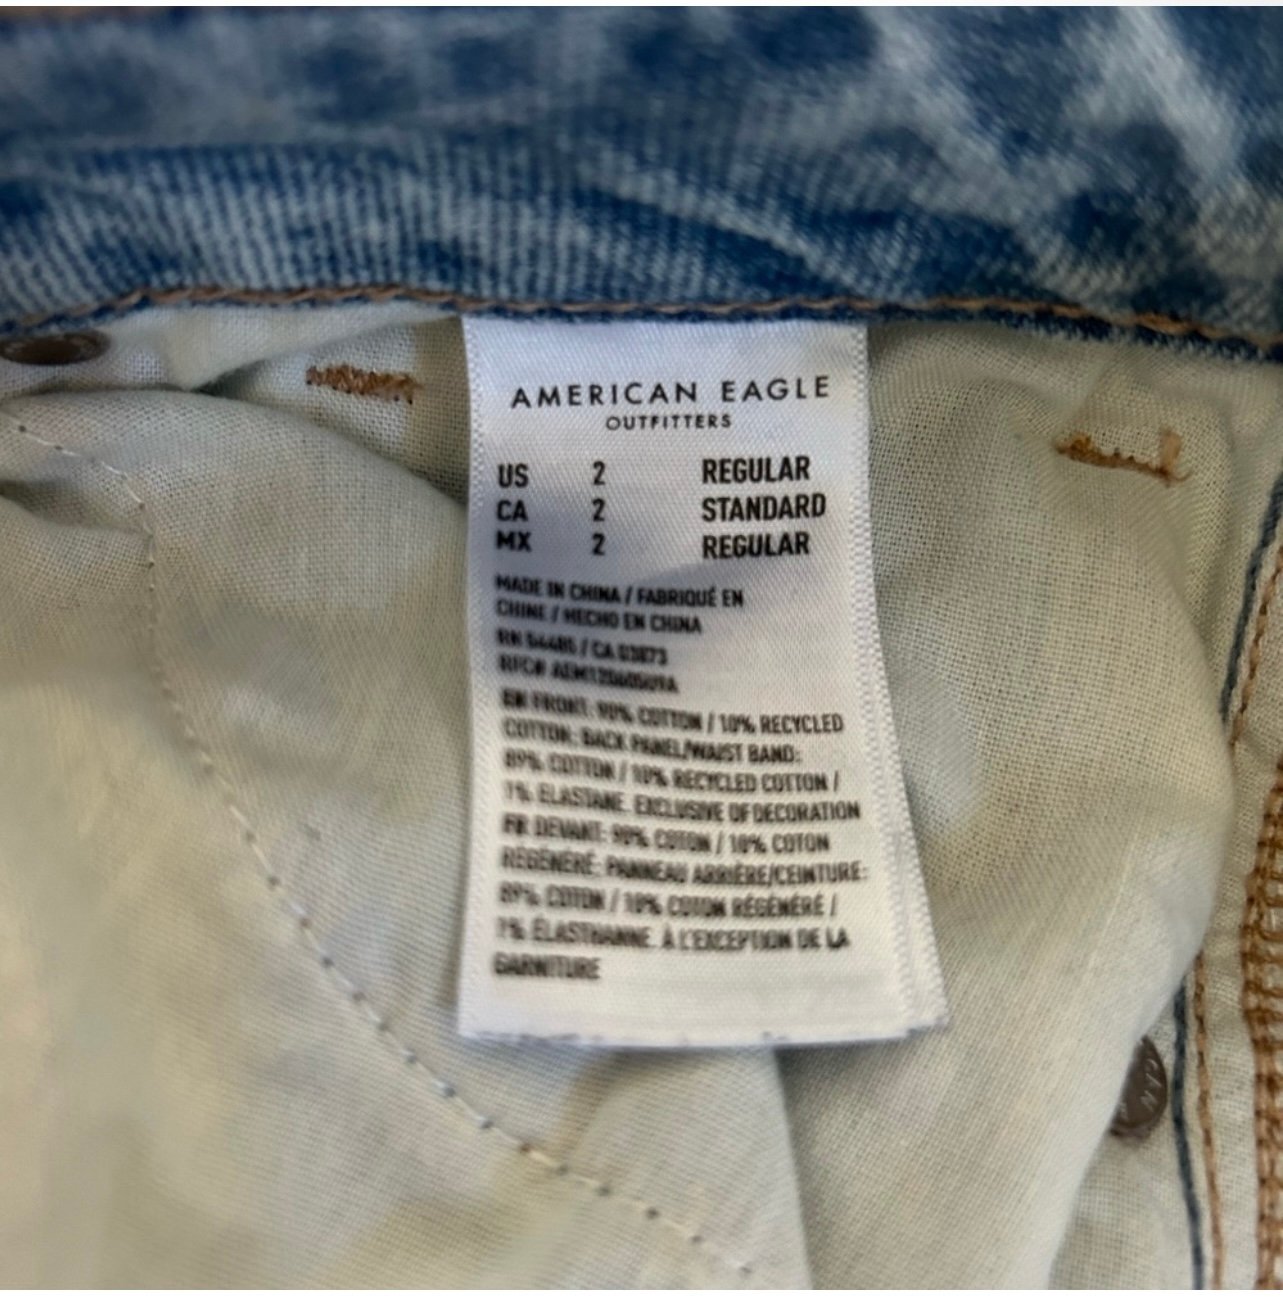 AMERICAN EAGLE
OUTFITTERS
US 2 REGULAR
CA 2 STANDARD
MX 2 REGULAR
MADE IN CHINA / FABRIQUÉ EN
CHINE / HECHO EN CHINA
RN 54485 / CA 03873
RFC#
EN FRONT: 90% COTTON / 10% RECYCLED
COTTON; BACK PANEL/WAIST BAND:
89% COTTON / 10% RECYCLED COTTON /
1% ELASTANE. EXCLUSIVE OF DECORATION
FR DEVANT: 90% COTON / 10% COTON
RÉGÉNÉRÉ; PANNEAU ARRIÈRE/CEINTURE:
89% COTON / 10% COTON RÉGÉNÉRÉ /
1% ÉLASTHANNE. À L'EXCEPTION DE LA
GARNITURE